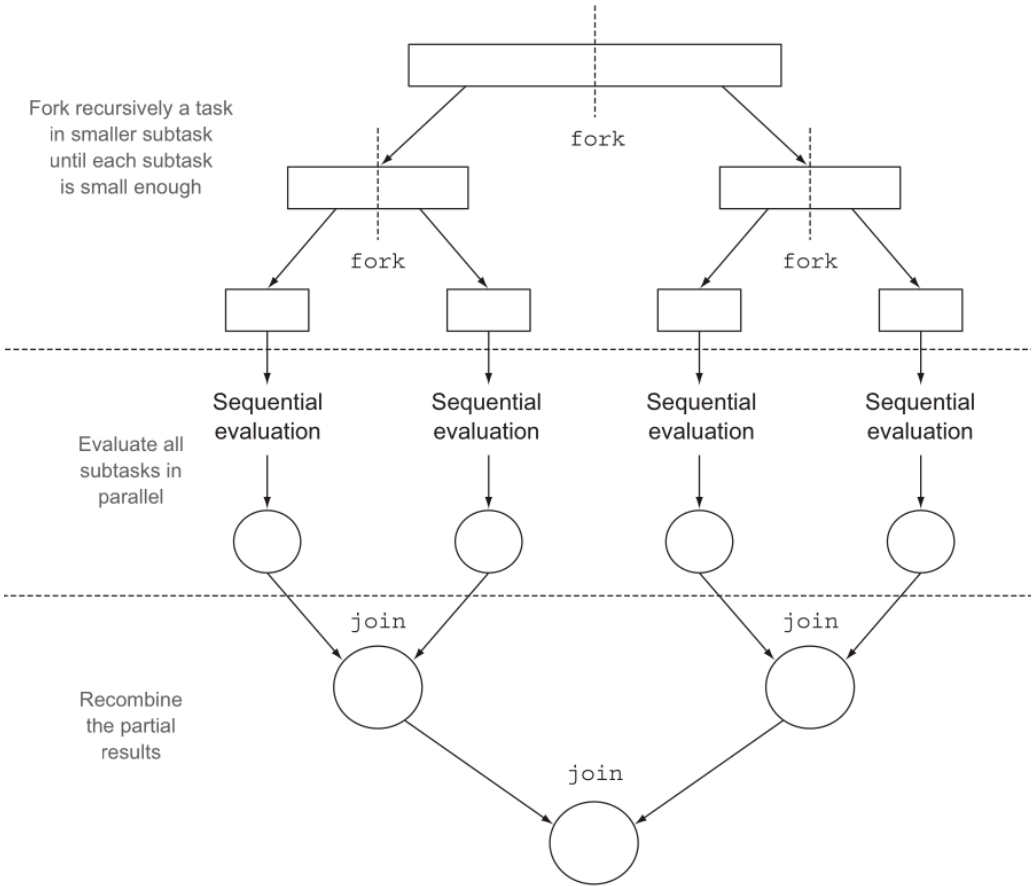 Fork recursively a task
in smaller subtask
until each subtask
is small enough
fork
fork
fork
Evaluate all
subtasks in
parallel
Sequential
evaluation
Sequential
evaluation
Sequential
evaluation
Sequential
evaluation
Recombine
the partial
results
join
join
join